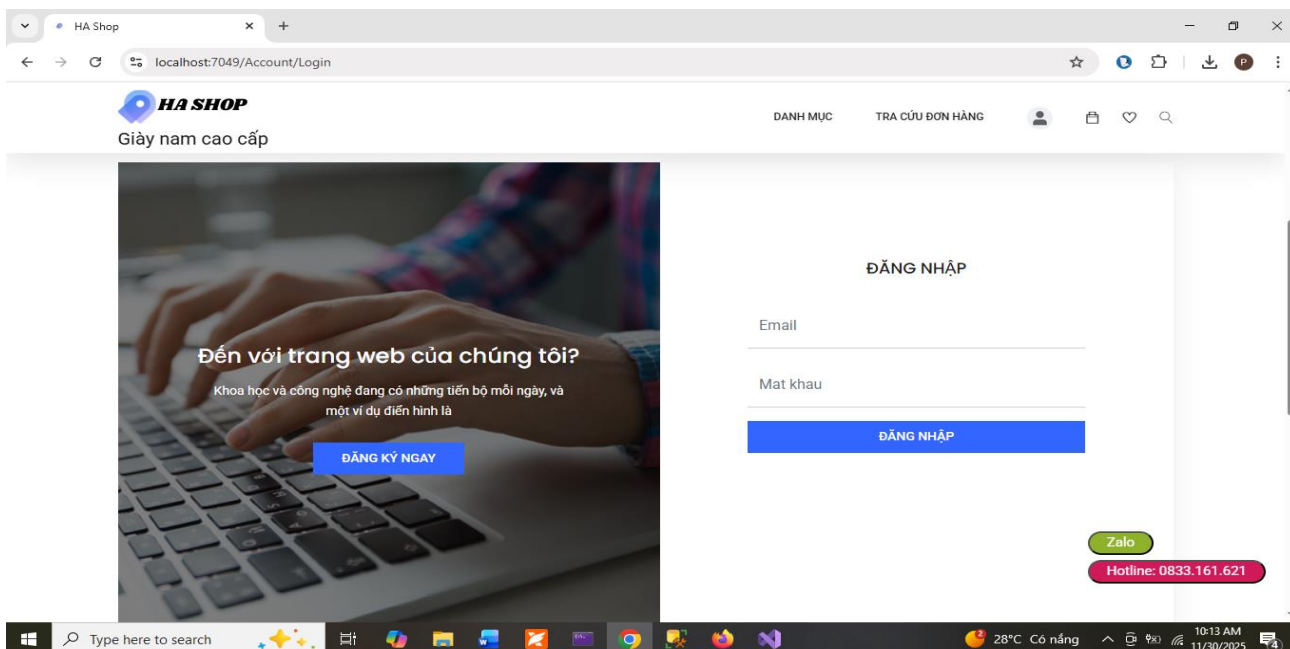 HA Shop
localhost:7049/Account/Login
P
HA SHOP
Giày nam cao cấp
DANH MỤC
TRA CỨU ĐƠN HÀNG
Đến với trang web của chúng tôi?
Khoa học và công nghệ đang có những tiến bộ mỗi ngày, và
một ví dụ điển hình là
ĐĂNG KÝ NGAY
ĐĂNG NHẬP
Email
Mat khau
ĐĂNG NHẬP
Zalo
Hotline: 0833.161.621
Type here to search
28°C Có nắng
10:13 AM
11/30/2025